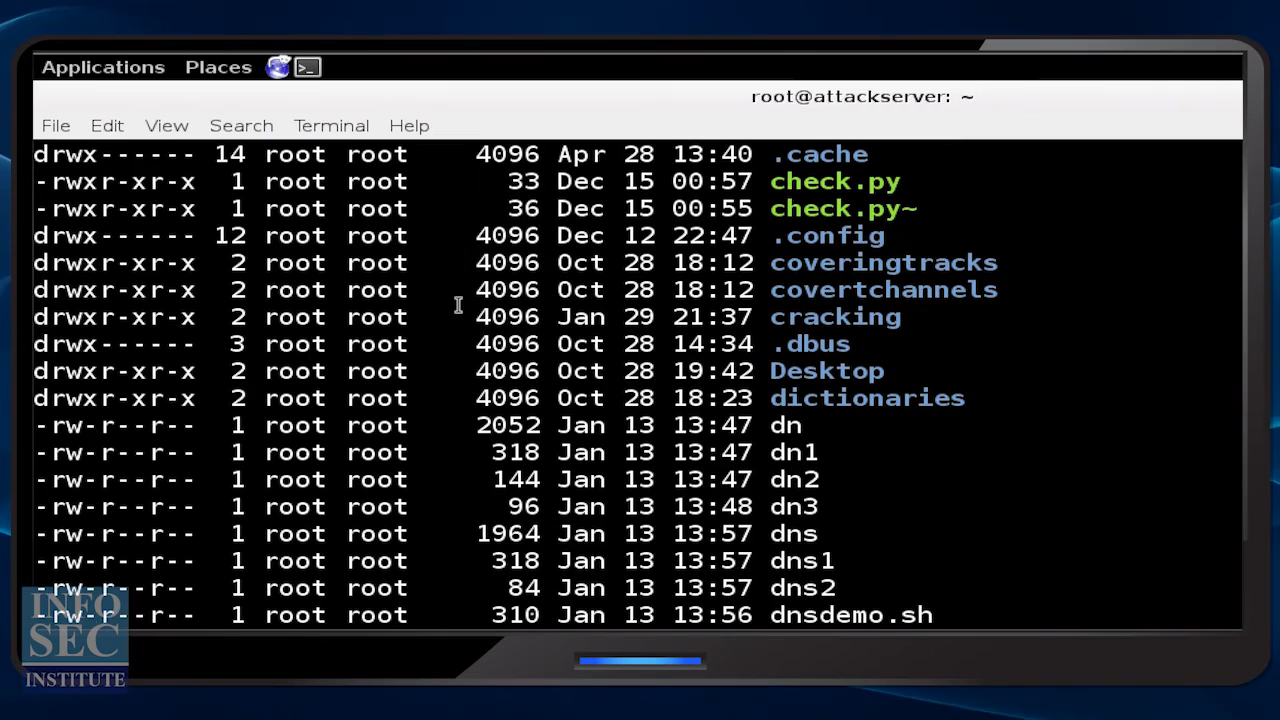 Applications Places
root@attackserver: ~
File Edit View Search Terminal Help
drwx------ 14 root root 4096 Apr 28 13:40 .cache
-rwxr-xr-x 1 root root 33 Dec 15 00:57 check.py
-rwxr-xr-x 1 root root 36 Dec 15 00:55 check.py~
drwx------ 12 root root 4096 Dec 12 22:47 .config
drwxr-xr-x 2 root root 4096 Oct 28 18:12 coveringtracks
drwxr-xr-x 2 root root 4096 Oct 28 18:12 covertchannels
drwxr-xr-x 2 root root 4096 Jan 29 21:37 cracking
drwx------ 3 root root 4096 Oct 28 14:34 .dbus
drwxr-xr-x 2 root root 4096 Oct 28 19:42 Desktop
drwxr-xr-x 2 root root 4096 Oct 28 18:23 dictionaries
-rw-r--r-- 1 root root 2052 Jan 13 13:47 dn
-rw-r--r-- 1 root root 318 Jan 13 13:47 dn1
-rw-r--r-- 1 root root 144 Jan 13 13:47 dn2
-rw-r--r-- 1 root root 96 Jan 13 13:48 dn3
-rw-r--r-- 1 root root 1964 Jan 13 13:57 dns
-rw-r--r-- 1 root root 318 Jan 13 13:57 dns1
-rw-r--r-- 1 root root 84 Jan 13 13:57 dns2
-rw-r--r-- 1 root root 310 Jan 13 13:56 dnsdemo.sh
INFO
SEC
INSTITUTE